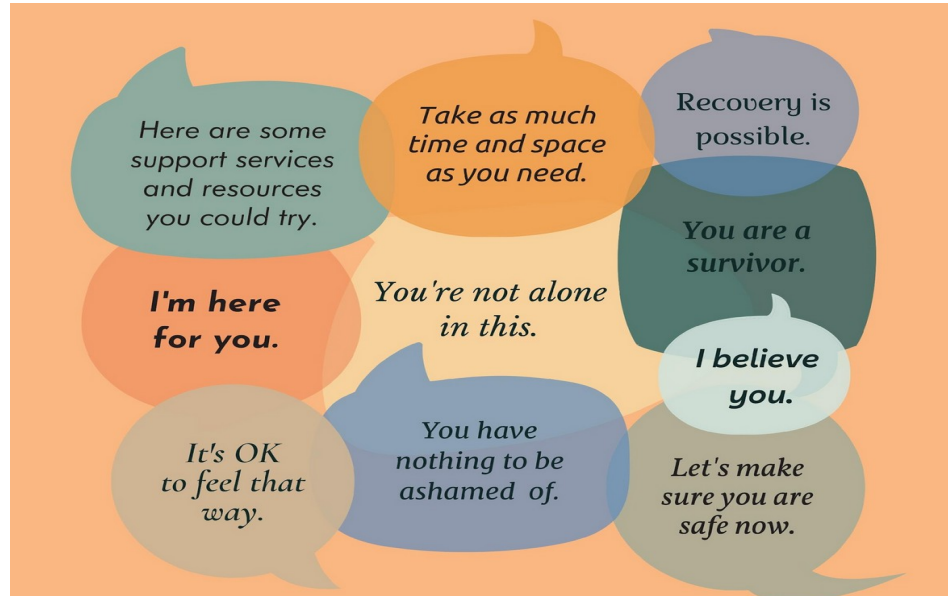 Here are some
support services
and resources
you could try.
Take as much
time and space
as you need.
Recovery is
possible.
I'm here
for you.
You're not alone
in this.
You are a
survivor.
I believe
you.
It's OK
to feel that
way.
You have
nothing to be
ashamed of.
Let's make
sure you are
safe now.